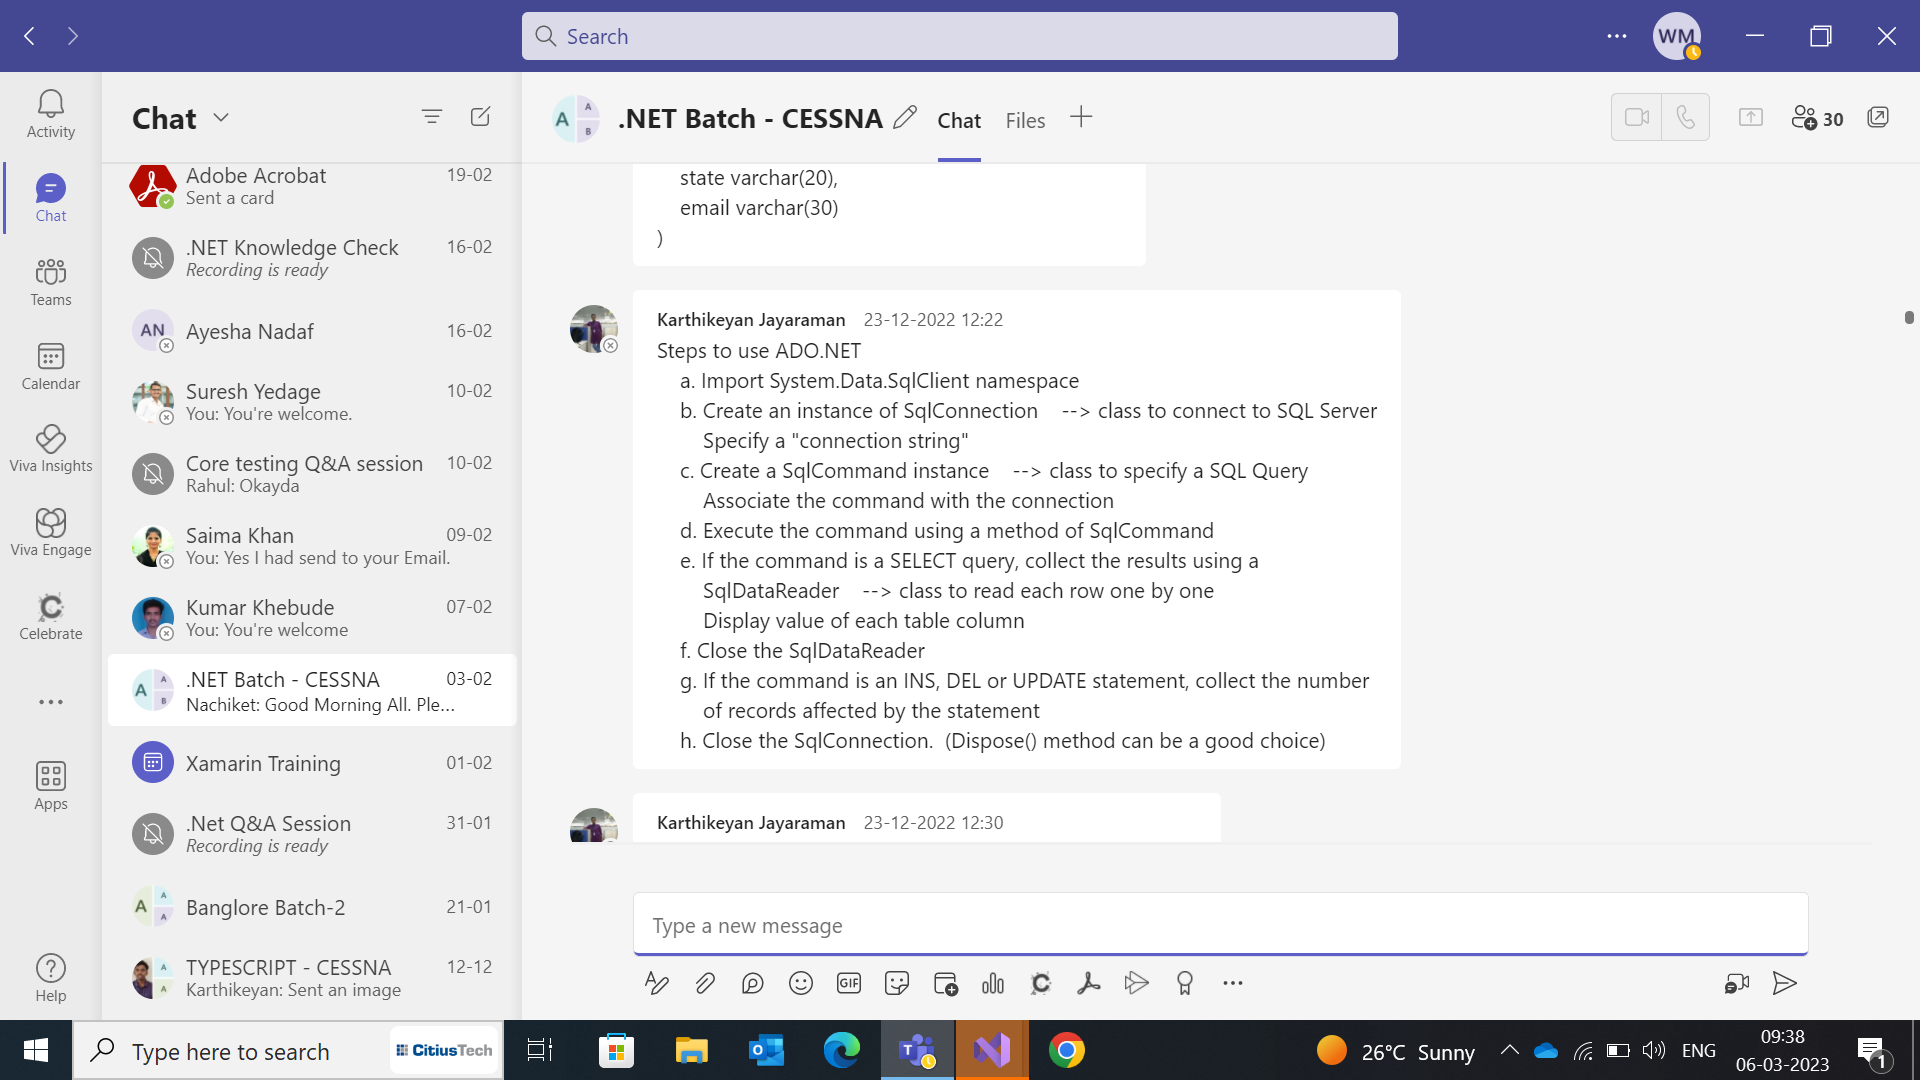 Search
WM
Activity
Chat
Teams
Calendar
Viva Insights
Viva Engage
Celebrate
Apps
Help
Chat
Adobe Acrobat 19-02
Sent a card
.NET Knowledge Check 16-02
Recording is ready
AN Ayesha Nadaf 16-02
Suresh Yedage 10-02
You: You're welcome.
Core testing Q&A session 10-02
Rahul: Okayda
Saima Khan 09-02
You: Yes I had send to your Email.
Kumar Khebude 07-02
You: You're welcome
A A B .NET Batch - CESSNA 03-02
Nachiket: Good Morning All. Ple...
Xamarin Training 01-02
.Net Q&A Session 31-01
Recording is ready
A A A Banglore Batch-2 21-01
TYPESCRIPT - CESSNA 12-12
A A Karthikeyan: Sent an image
A A B .NET Batch - CESSNA Chat Files 30
state varchar(20),
email varchar(30)
)
Karthikeyan Jayaraman 23-12-2022 12:22
Steps to use ADO.NET
a. Import System.Data.SqlClient namespace
b. Create an instance of SqlConnection --> class to connect to SQL Server
Specify a "connection string"
c. Create a SqlCommand instance --> class to specify a SQL Query
Associate the command with the connection
d. Execute the command using a method of SqlCommand
e. If the command is a SELECT query, collect the results using a
SqlDataReader --> class to read each row one by one
Display value of each table column
f. Close the SqlDataReader
g. If the command is an INS, DEL or UPDATE statement, collect the number
of records affected by the statement
h. Close the SqlConnection. (Dispose() method can be a good choice)
Karthikeyan Jayaraman 23-12-2022 12:30
Type a new message
GIF
Type here to search
CitiusTech
26°C Sunny
ENG
09:38
06-03-2023
1